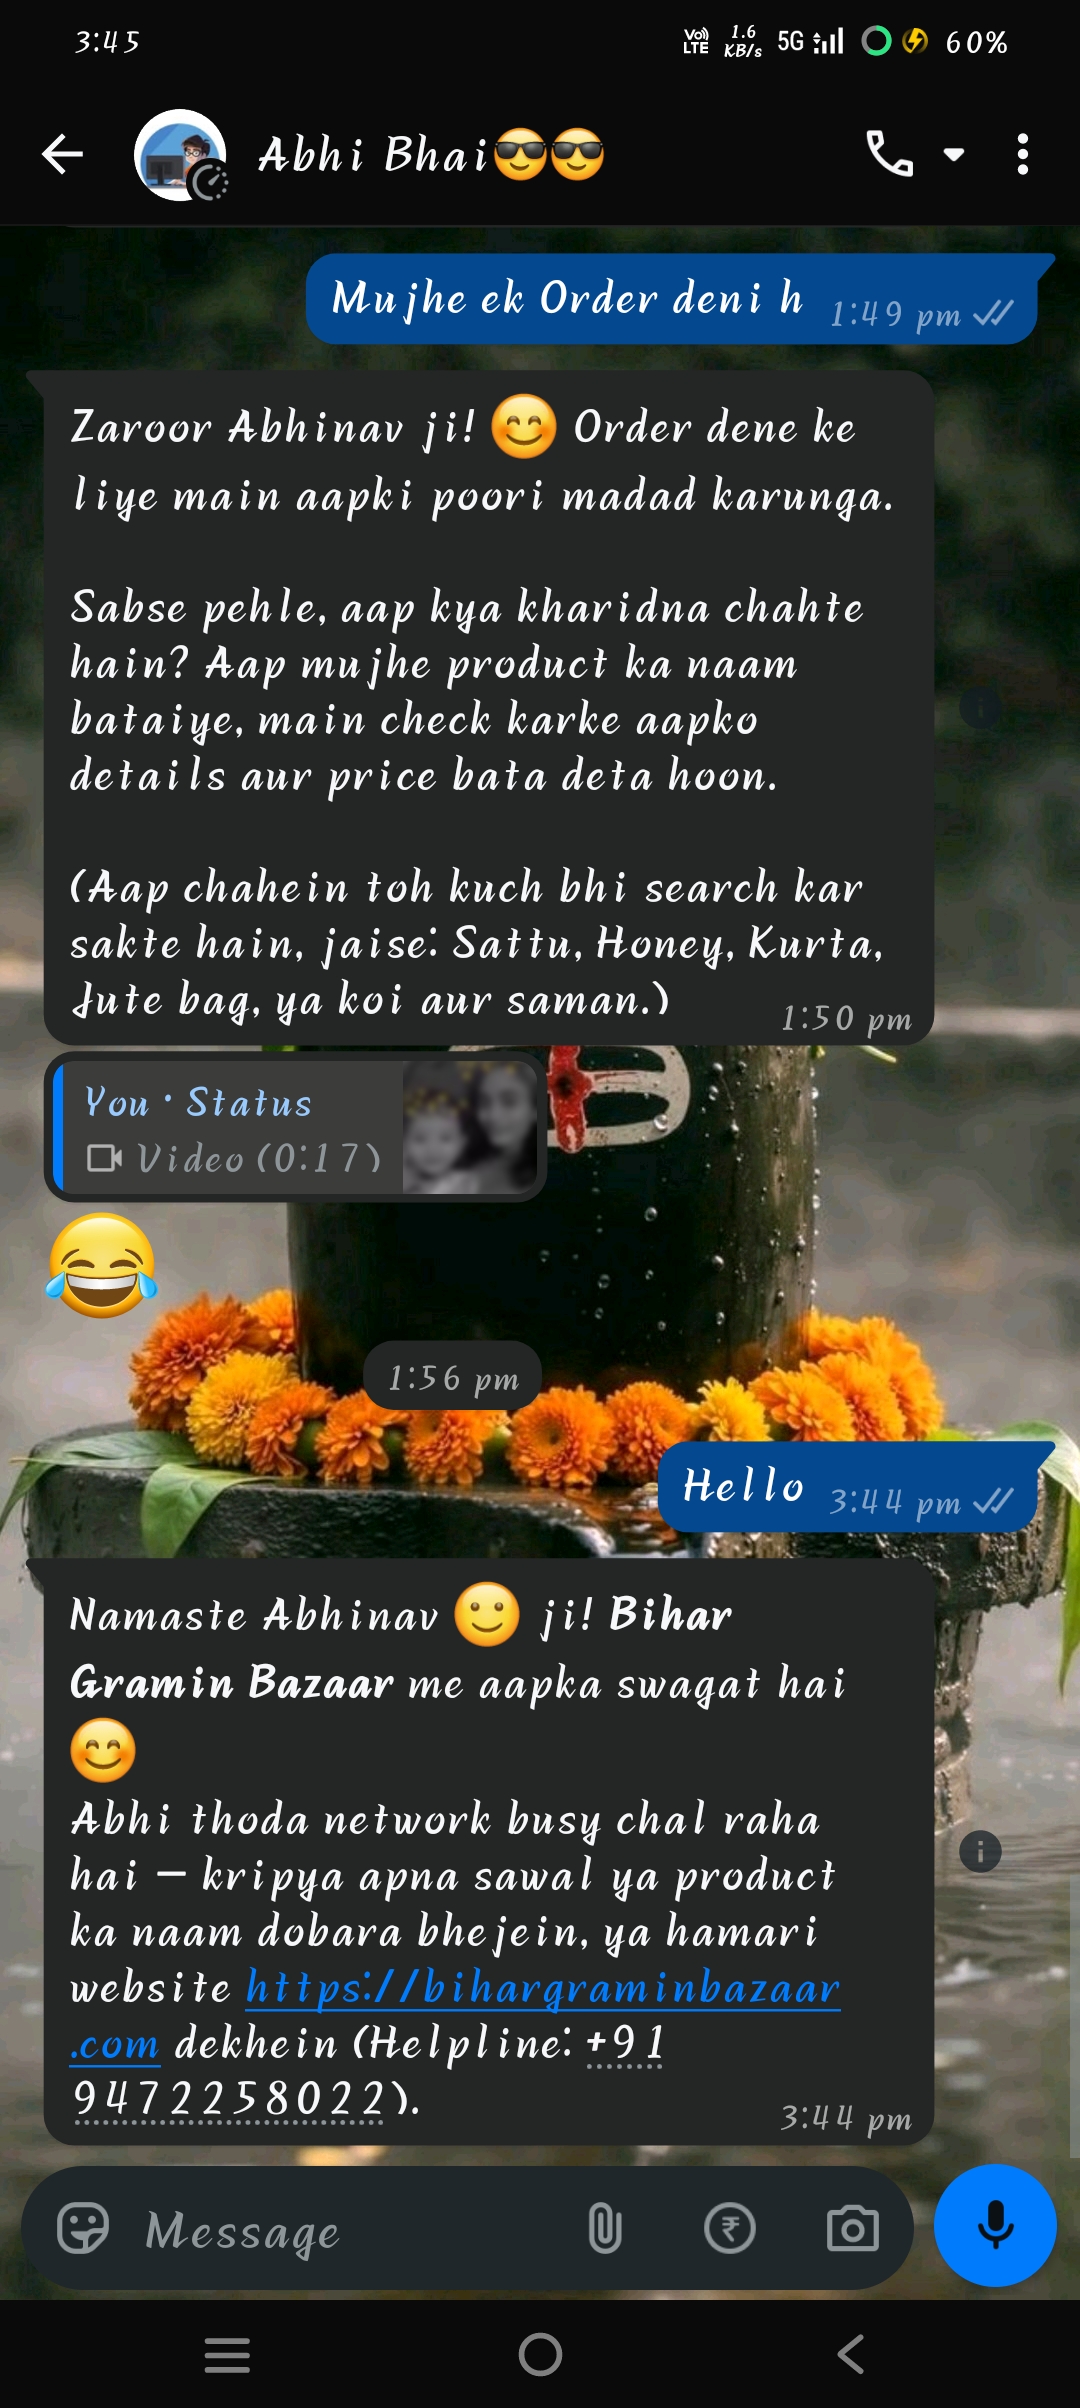 3:45
Vo) LTE 1.6 KB/s 5G 60%
Abhi Bhai😎😎
Mujhe ek Order deni h 1:49 pm
Zaroor Abhinav ji! 😊 Order dene ke
liye main aapki poori madad karunga.
Sabse pehle, aap kya kharidna chahte
hain? Aap mujhe product ka naam
bataiye, main check karke aapko
details aur price bata deta hoon.
(Aap chahein toh kuch bhi search kar
sakte hain, jaise: Sattu, Honey, Kurta,
Jute bag, ya koi aur saman.)
1:50 pm
You · Status
Video (0:17)
😂
1:56 pm
Hello 3:44 pm
Namaste Abhinav 🙂 ji! Bihar
Gramin Bazaar me aapka swagat hai
😊
Abhi thoda network busy chal raha
hai – kripya apna sawal ya product
ka naam dobara bhejein, ya hamari
website https://bihargraminbazaar
.com dekhein (Helpline: +91
9472258022).
3:44 pm
Message